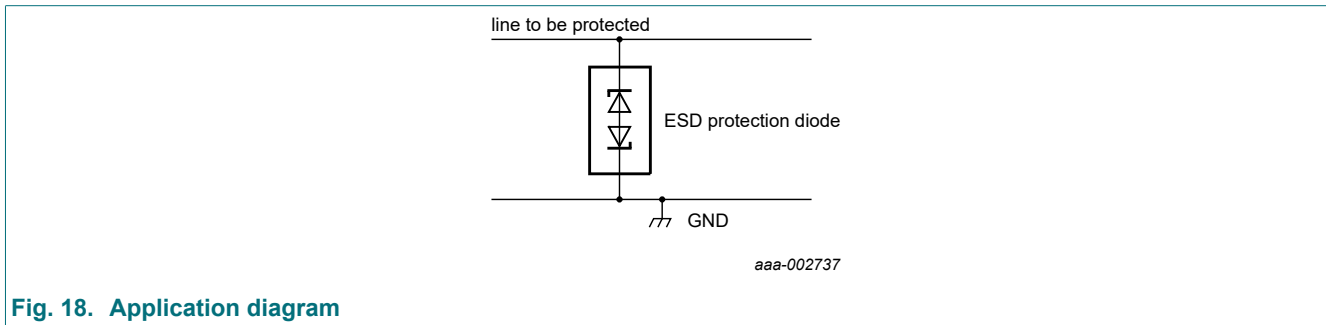 line to be protected
ESD protection diode
GND
aaa-002737
Fig. 18. Application diagram